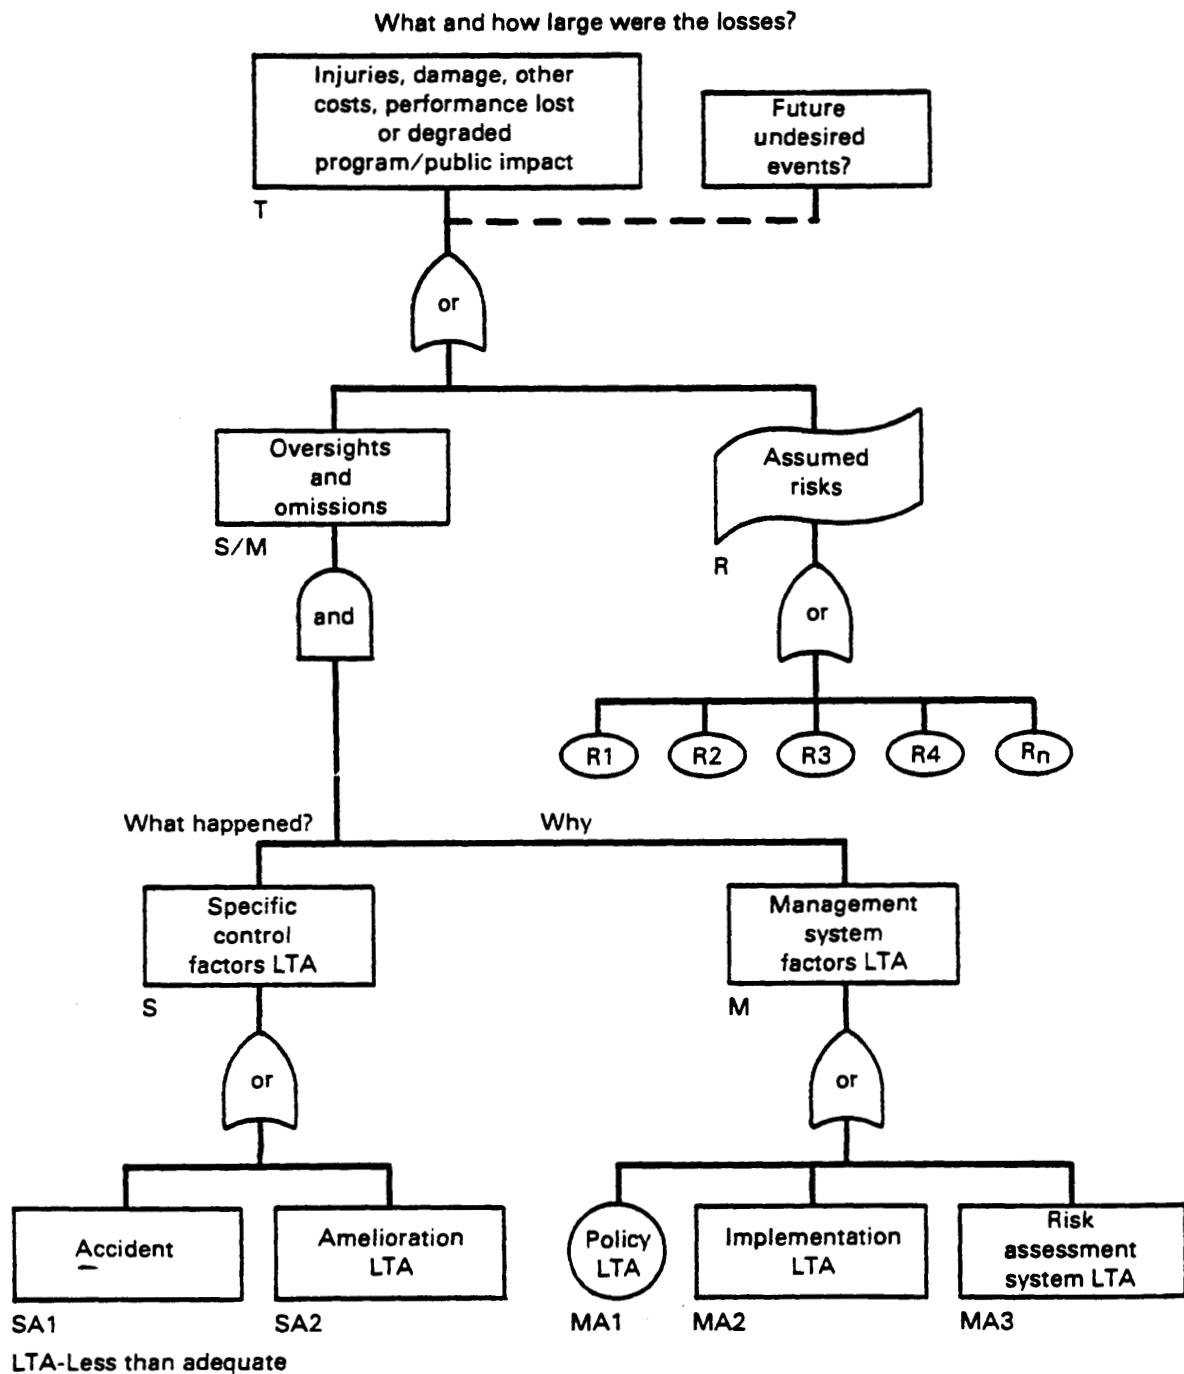 What and how large were the losses?
Injuries, damage, other
costs, performance lost
or degraded
program/public impact
T
Future
undesired
events?
or
Oversights
and
omissions
S/M
Assumed
risks
R
and
or
R1
R2
R3
R4
Rn
What happened?
Why
Specific
control
factors LTA
S
Management
system
factors LTA
M
or
or
Accident
SA1
Amelioration
LTA
SA2
Policy
LTA
MA1
Implementation
LTA
MA2
Risk
assessment
system LTA
MA3
LTA-Less than adequate